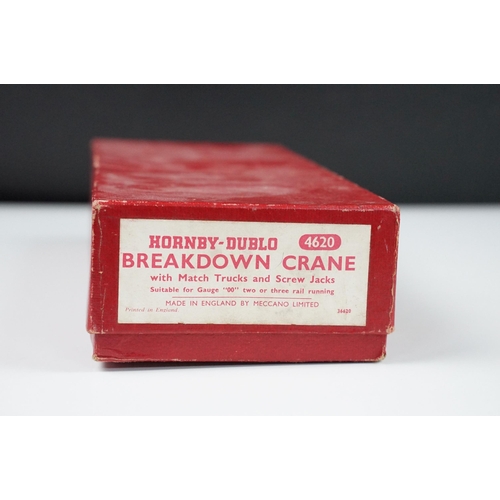 HORNBY-DUBLO 4620
BREAKDOWN CRANE
with Match Trucks and Screw Jacks
Suitable for Gauge "00" two or three rail running
MADE IN ENGLAND BY MECCANO LIMITED
Printed in England